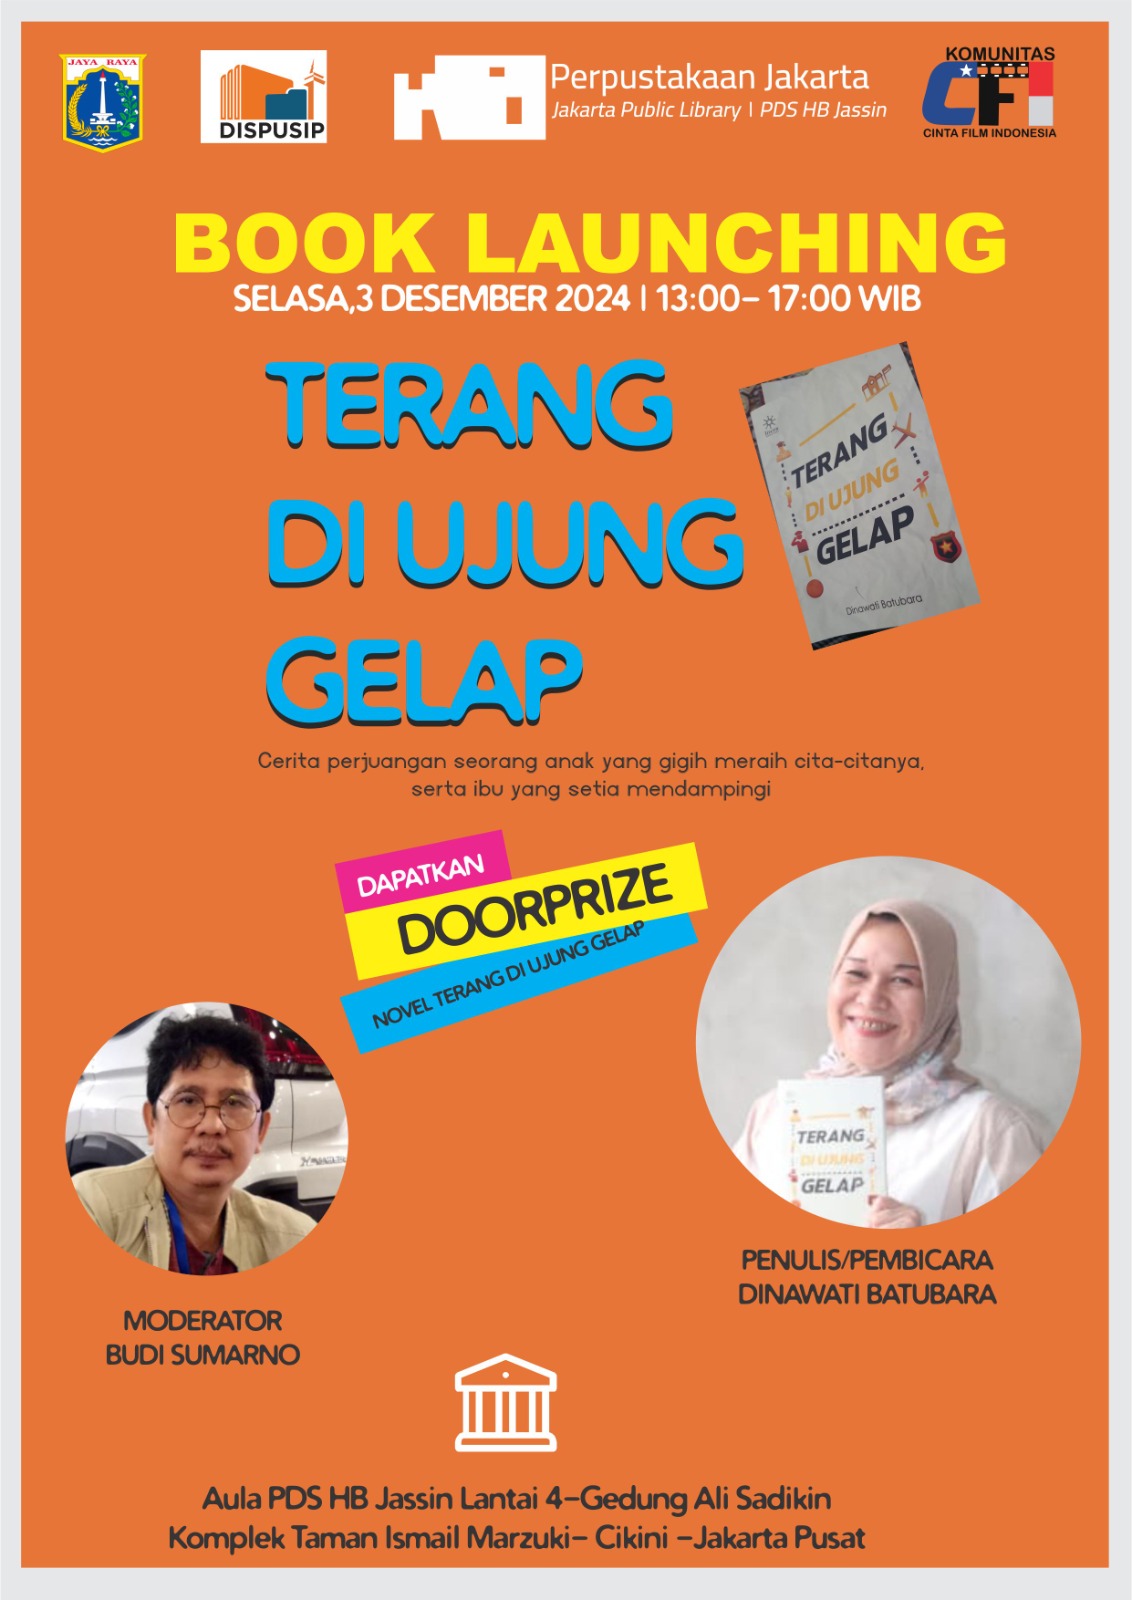 JAYA RAYA
DISPUSIP
Perpustakaan Jakarta
Jakarta Public Library | PDS HB Jassin
KOMUNITAS
CFI
CINTA FILM INDONESIA
BOOK LAUNCHING
SELASA,3 DESEMBER 2024 | 13:00- 17:00 WIB
TERANG
DI UJUNG
GELAP
TERANG
DI UJUNG
GELAP
Dinawati Batubara
Cerita perjuangan seorang anak yang gigih meraih cita-citanya,
serta ibu yang setia mendampingi
DAPATKAN
DOORPRIZE
NOVEL TERANG DI UJUNG GELAP
TERANG
DI UJUNG
GELAP
PENULIS/PEMBICARA
DINAWATI BATUBARA
MODERATOR
BUDI SUMARNO
Aula PDS HB Jassin Lantai 4-Gedung Ali Sadikin
Komplek Taman Ismail Marzuki- Cikini -Jakarta Pusat